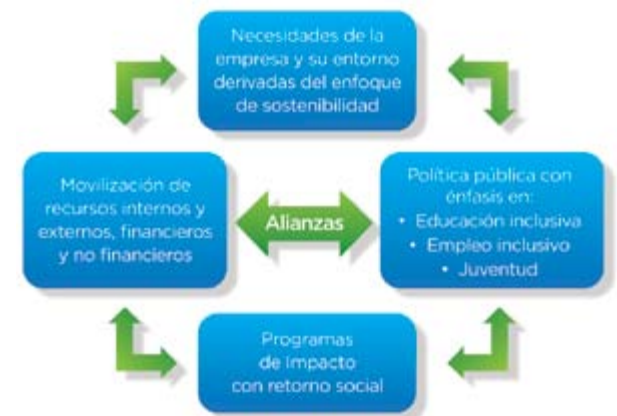 Necesidades de la
empresa y su entorno
derivadas del enfoque
de sostenibilidad
Movilización de
recursos internos y
externos, financieros
y no financieros
Alianzas
Política pública con
énfasis en:
• Educación inclusiva
• Empleo inclusivo
• Juventud
Programas
de impacto
con retorno social